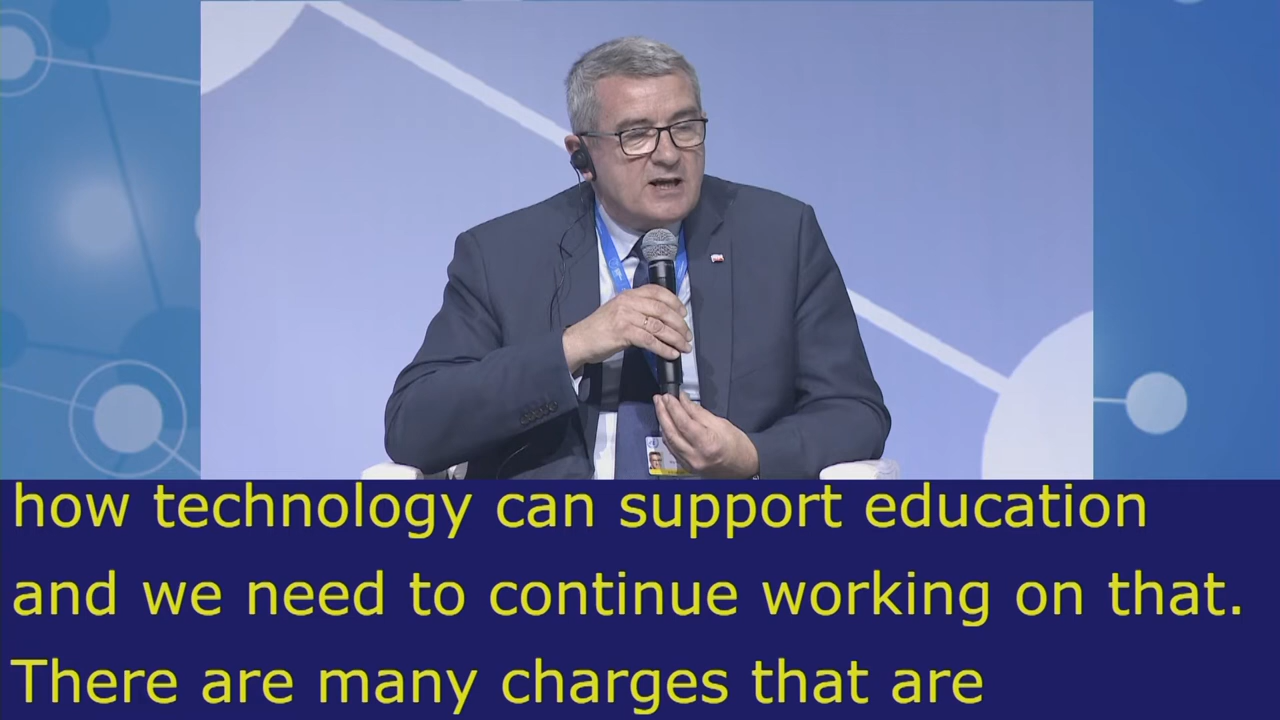 how technology can support education
and we need to continue working on that.
There are many charges that are